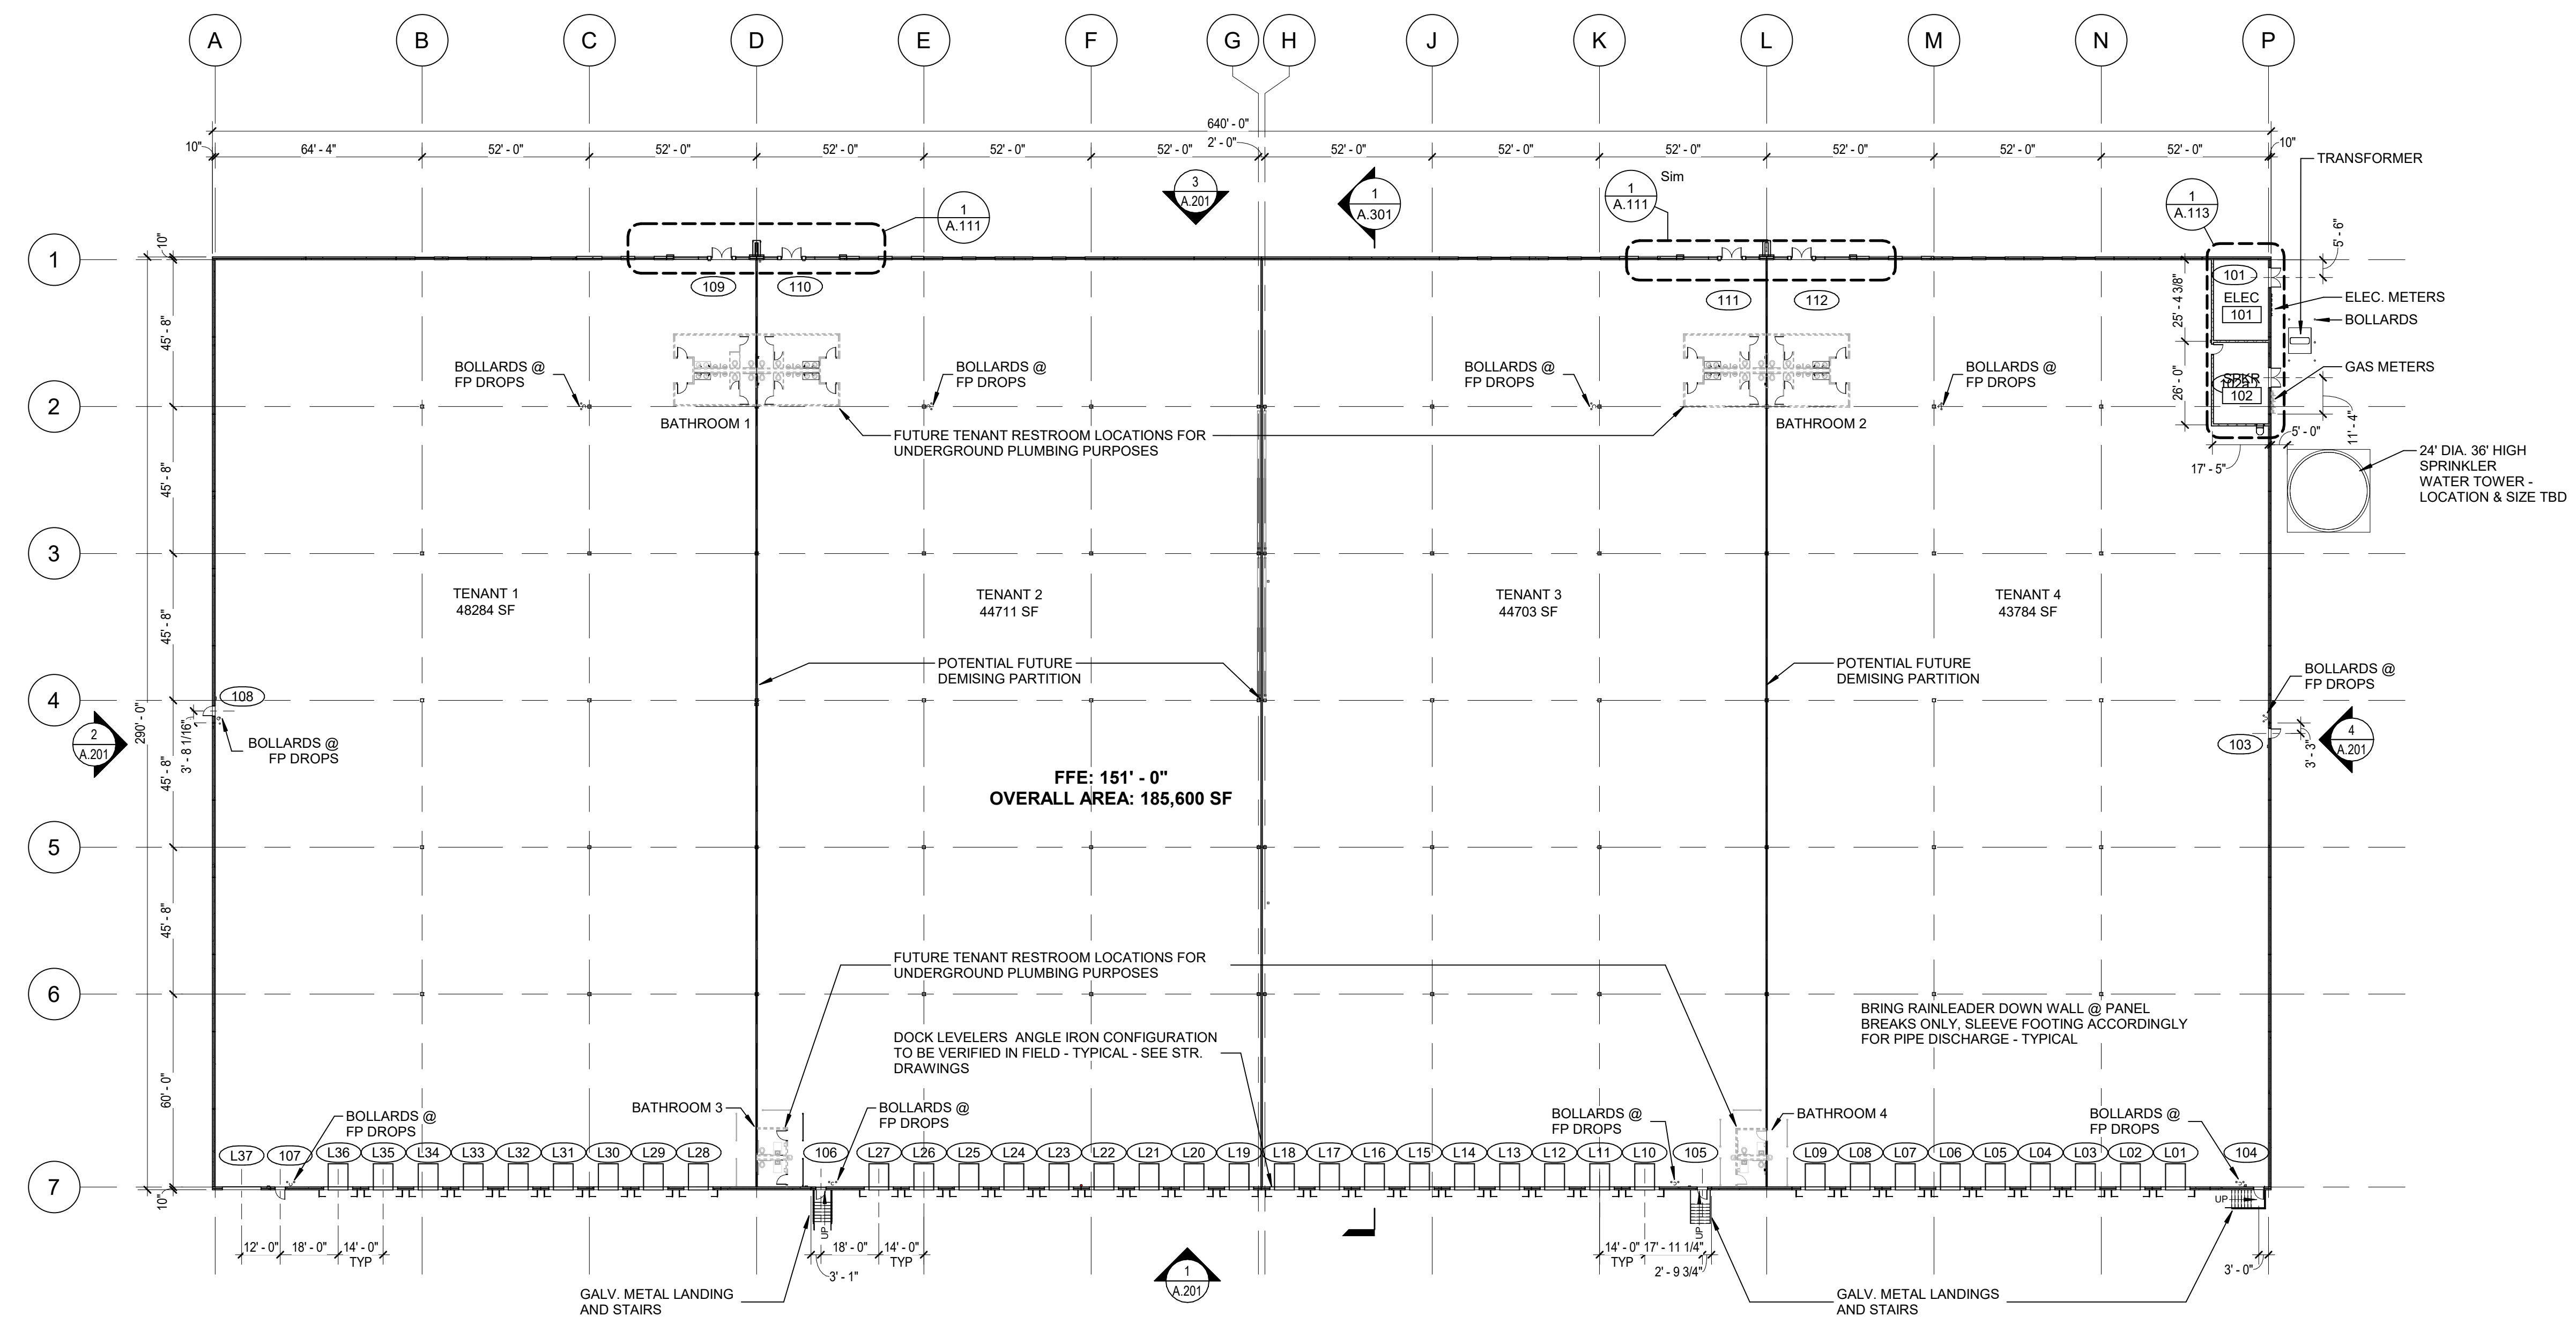 A B C D E F G H J K L M N P
640' - 0"
10" 64' - 4" 52' - 0" 52' - 0" 52' - 0" 52' - 0" 52' - 0" 2' - 0" 52' - 0" 52' - 0" 52' - 0" 52' - 0" 52' - 0" 52' - 0" 10"
TRANSFORMER
3
A.201
1
A.301
Sim
1
A.111
1
A.111
1
A.113
5' - 6"
10"
1
109 110 111 112
101
ELEC
101
25' - 4 3/8"
ELEC. METERS
BOLLARDS
GAS METERS
45' - 8"
BOLLARDS @
FP DROPS
BOLLARDS @
FP DROPS
BOLLARDS @
FP DROPS
BOLLARDS @
FP DROPS
SPKR
102
26' - 0"
11' - 4"
2
BATHROOM 1
BATHROOM 2
FUTURE TENANT RESTROOM LOCATIONS FOR
UNDERGROUND PLUMBING PURPOSES
5' - 0"
17' - 5"
24' DIA. 36' HIGH
SPRINKLER
WATER TOWER -
LOCATION & SIZE TBD
45' - 8"
3
TENANT 1
48284 SF
TENANT 2
44711 SF
TENANT 3
44703 SF
TENANT 4
43784 SF
45' - 8"
POTENTIAL FUTURE
DEMISING PARTITION
POTENTIAL FUTURE
DEMISING PARTITION
BOLLARDS @
FP DROPS
4
108
290' - 0"
3' - 8 1/16"
2
A.201
BOLLARDS @
FP DROPS
103
3' - 3"
4
A.201
45' - 8"
FFE: 151' - 0"
OVERALL AREA: 185,600 SF
5
45' - 8"
FUTURE TENANT RESTROOM LOCATIONS FOR
UNDERGROUND PLUMBING PURPOSES
6
BRING RAINLEADER DOWN WALL @ PANEL
BREAKS ONLY, SLEEVE FOOTING ACCORDINGLY
FOR PIPE DISCHARGE - TYPICAL
DOCK LEVELERS ANGLE IRON CONFIGURATION
TO BE VERIFIED IN FIELD - TYPICAL - SEE STR.
DRAWINGS
60' - 0"
BOLLARDS @
FP DROPS
BATHROOM 3
BOLLARDS @
FP DROPS
BOLLARDS @
FP DROPS
BATHROOM 4
BOLLARDS @
FP DROPS
L37 107 L36 L35 L34 L33 L32 L31 L30 L29 L28 106 L27 L26 L25 L24 L23 L22 L21 L20 L19 L18 L17 L16 L15 L14 L13 L12 L11 L10 105 L09 L08 L07 L06 L05 L04 L03 L02 L01 104
7
10"
UP UP UP
12' - 0" 18' - 0" 14' - 0"
TYP
18' - 0" 14' - 0"
TYP
3' - 1"
14' - 0" 17' - 11 1/4"
TYP
2' - 9 3/4"
3' - 0"
1
A.201
GALV. METAL LANDING
AND STAIRS
GALV. METAL LANDINGS
AND STAIRS